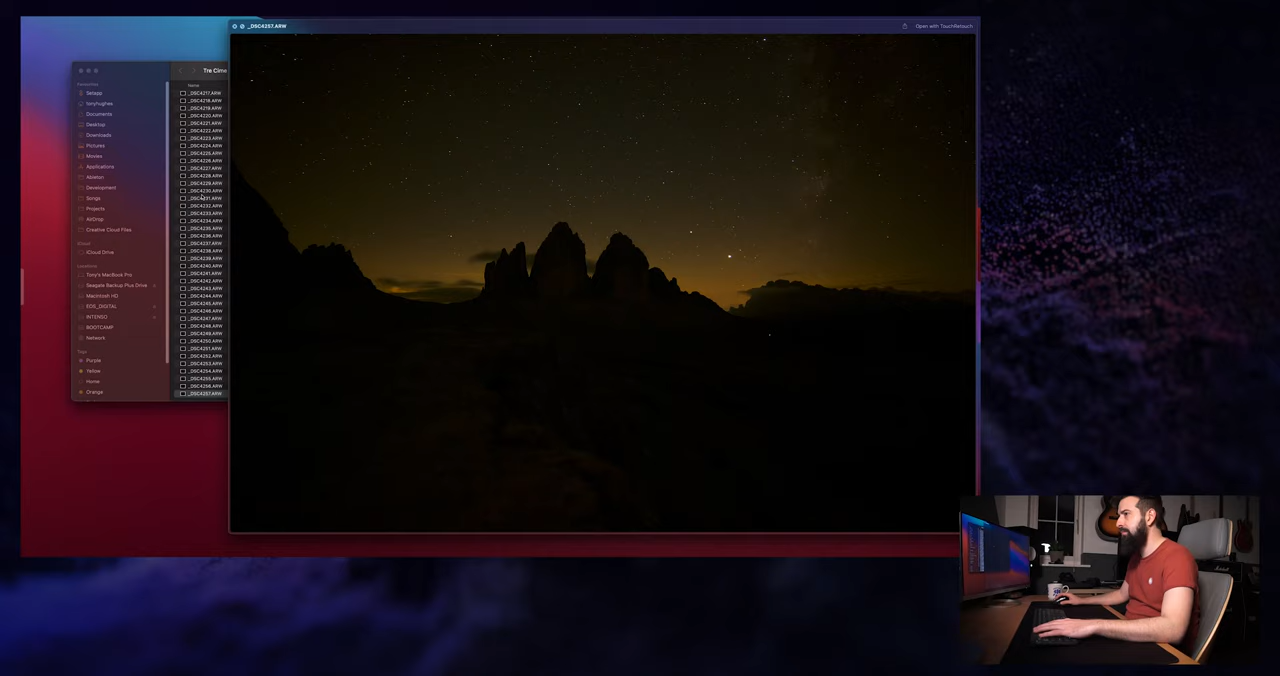 _DSC4257.ARW
Open with TouchRetouch
Tre Cime
Favourites
Setapp
tonyhughes
Documents
Desktop
Downloads
Pictures
Movies
Applications
Ableton
Development
Songs
Projects
AirDrop
Creative Cloud Files
iCloud
iCloud Drive
Locations
Tony's MacBook Pro
Seagate Backup Plus Drive
Macintosh HD
EOS_DIGITAL
INTENSO
BOOTCAMP
Network
Tags
Purple
Yellow
Home
Orange
Name
_DSC4217.ARW
_DSC4218.ARW
_DSC4219.ARW
_DSC4220.ARW
_DSC4221.ARW
_DSC4222.ARW
_DSC4223.ARW
_DSC4224.ARW
_DSC4225.ARW
_DSC4226.ARW
_DSC4227.ARW
_DSC4228.ARW
_DSC4229.ARW
_DSC4230.ARW
_DSC4231.ARW
_DSC4232.ARW
_DSC4233.ARW
_DSC4234.ARW
_DSC4235.ARW
_DSC4236.ARW
_DSC4237.ARW
_DSC4238.ARW
_DSC4239.ARW
_DSC4240.ARW
_DSC4241.ARW
_DSC4242.ARW
_DSC4243.ARW
_DSC4244.ARW
_DSC4245.ARW
_DSC4246.ARW
_DSC4247.ARW
_DSC4248.ARW
_DSC4249.ARW
_DSC4250.ARW
_DSC4251.ARW
_DSC4252.ARW
_DSC4253.ARW
_DSC4254.ARW
_DSC4255.ARW
_DSC4256.ARW
_DSC4257.ARW